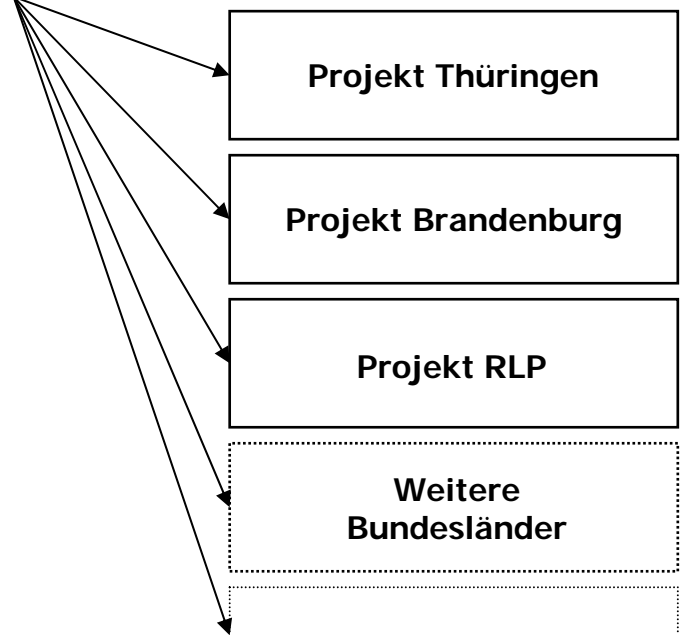 Projekt Thüringen
Projekt Brandenburg
Projekt RLP
Weitere
Bundesländer